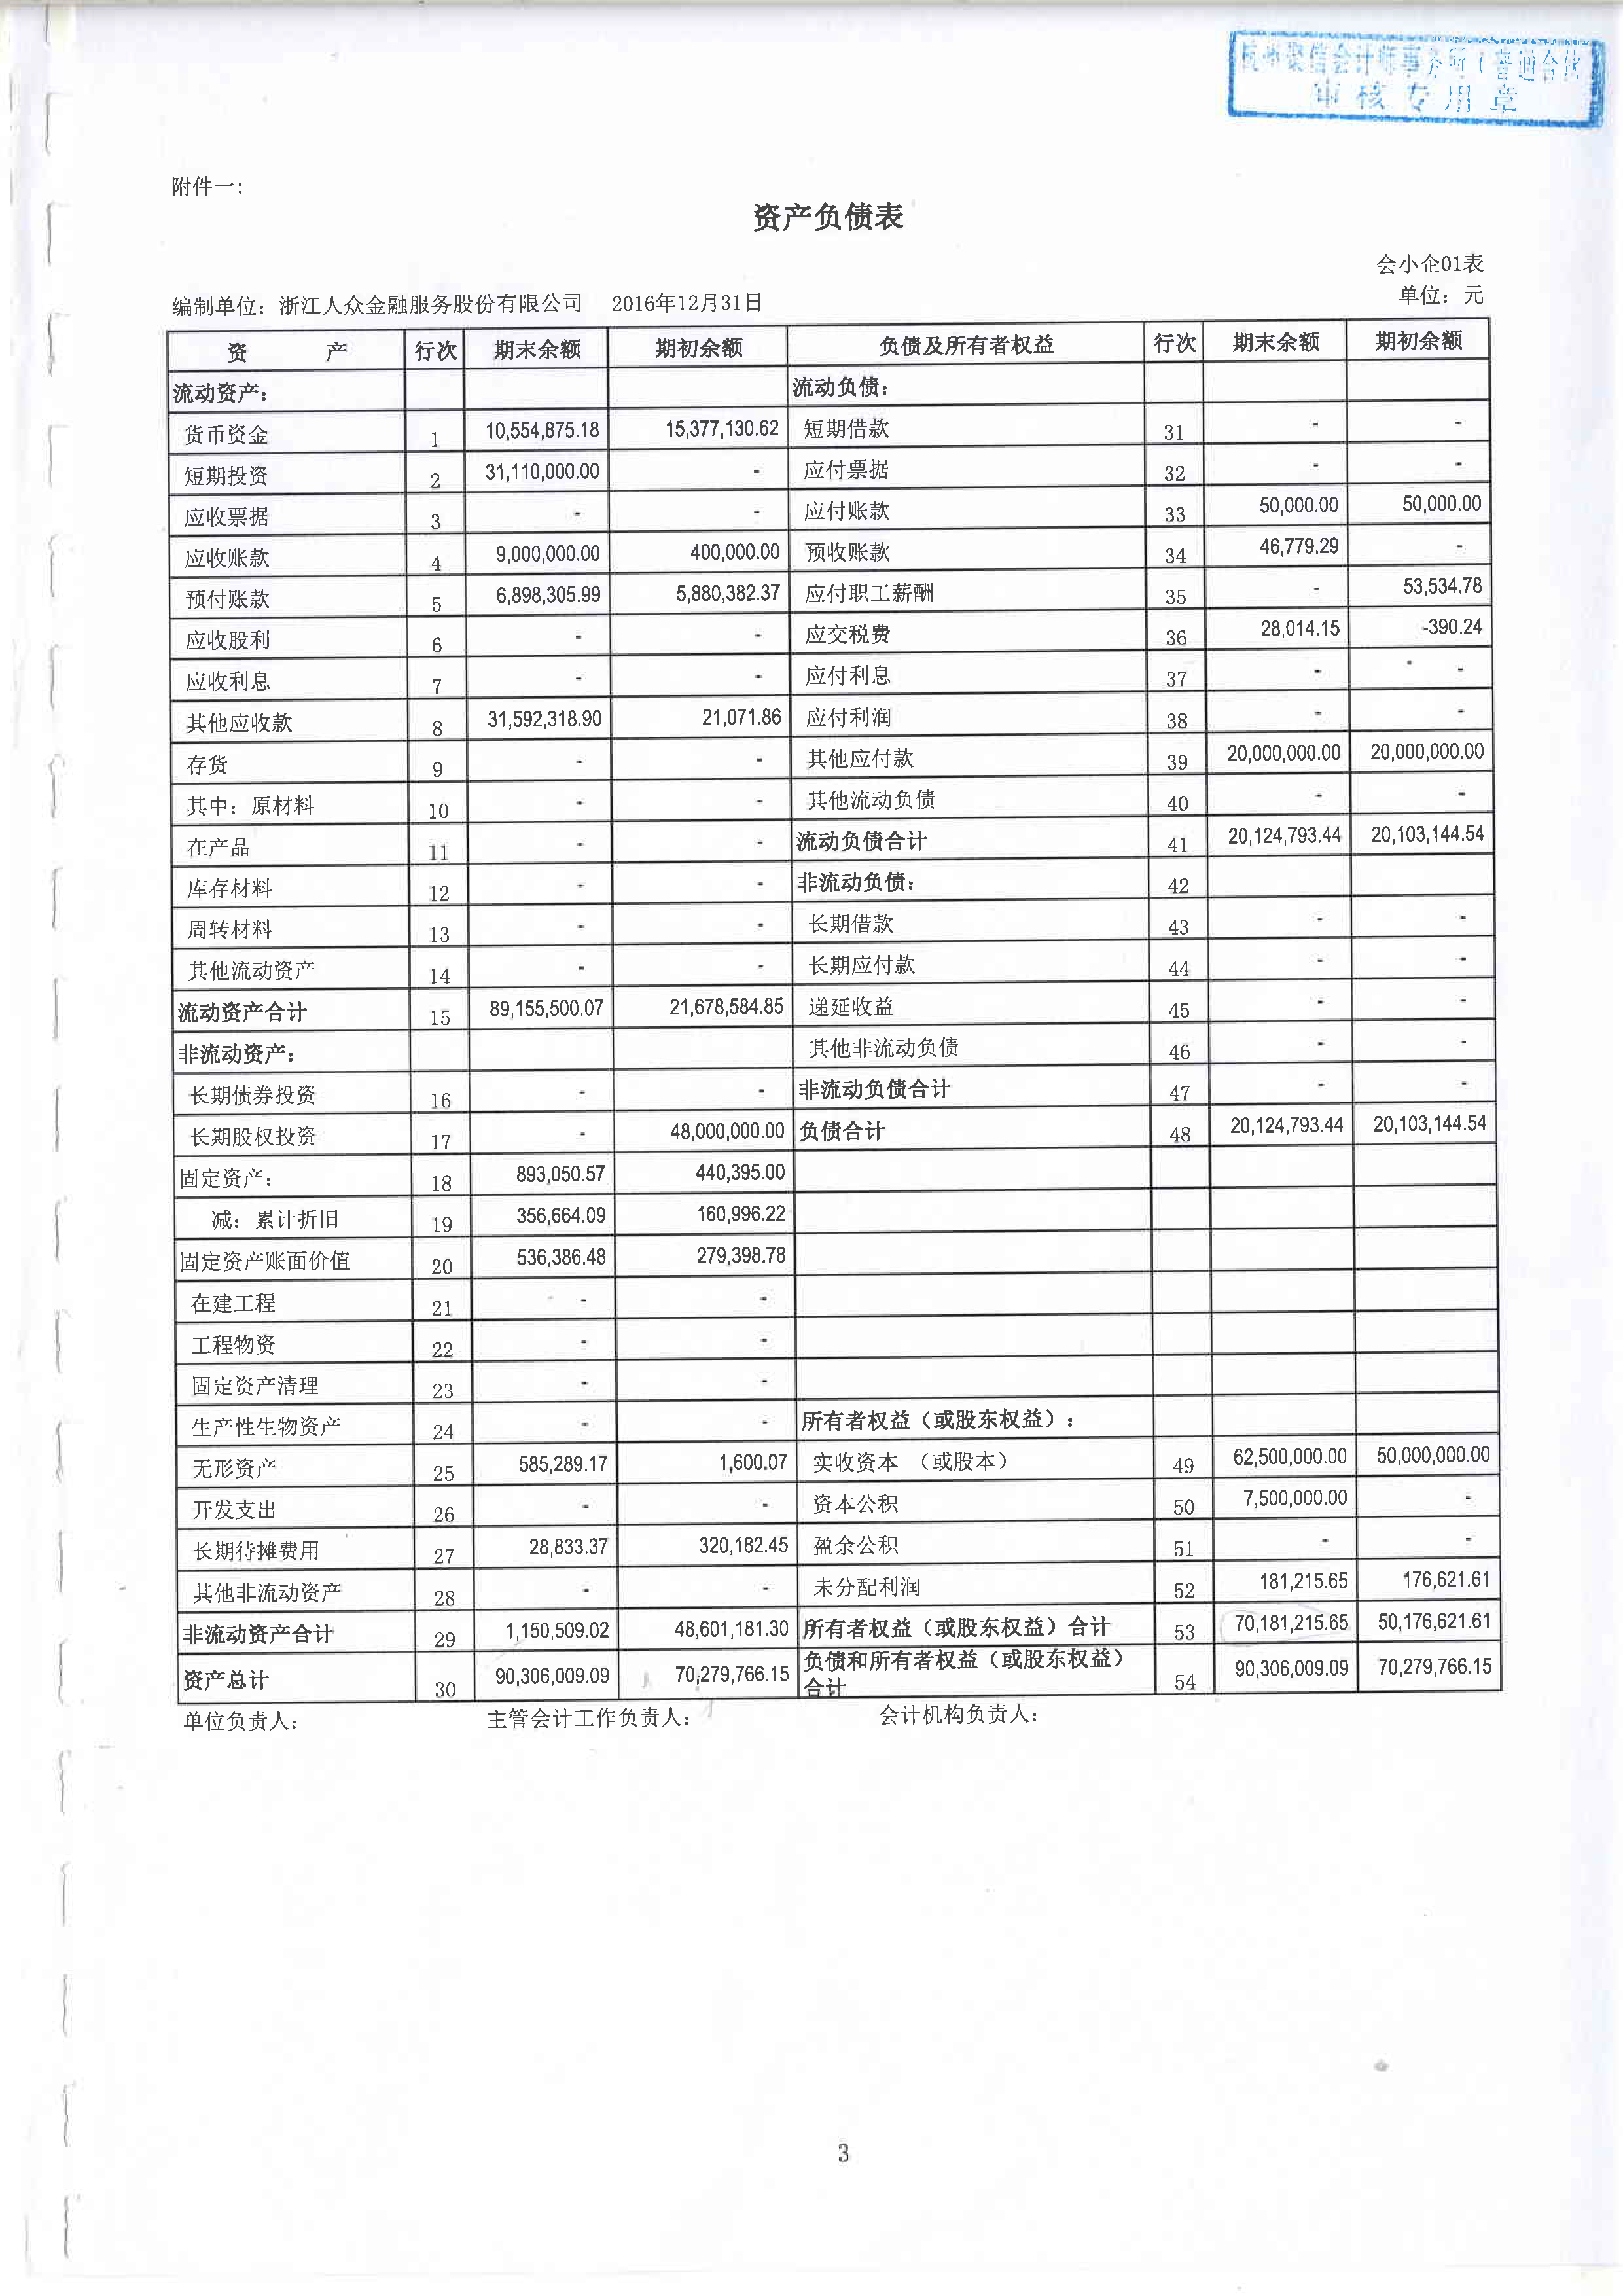 杭州聚信会计师事务所(普通合伙
审核专用章
附件一:
资产负债表
会小企01表
编制单位: 浙江人众金融服务股份有限公司 2016年12月31日 单位: 元
资 产 行次 期末余额 期初余额 负债及所有者权益 行次 期末余额 期初余额
流动资产: 流动负债:
货币资金 1 10,554,875.18 15,377,130.62 短期借款 31 - -
短期投资 2 31,110,000.00 - 应付票据 32 - -
应收票据 3 - - 应付账款 33 50,000.00 50,000.00
应收账款 4 9,000,000.00 400,000.00 预收账款 34 46,779.29 -
预付账款 5 6,898,305.99 5,880,382.37 应付职工薪酬 35 - 53,534.78
应收股利 6 - - 应交税费 36 28,014.15 -390.24
应收利息 7 - - 应付利息 37 - -
其他应收款 8 31,592,318.90 21,071.86 应付利润 38 - -
存货 9 - - 其他应付款 39 20,000,000.00 20,000,000.00
其中: 原材料 10 - - 其他流动负债 40 - -
在产品 11 - - 流动负债合计 41 20,124,793.44 20,103,144.54
库存材料 12 - - 非流动负债: 42
周转材料 13 - - 长期借款 43 - -
其他流动资产 14 - - 长期应付款 44 - -
流动资产合计 15 89,155,500.07 21,678,584.85 递延收益 45 - -
非流动资产: 其他非流动负债 46 - -
长期债券投资 16 - - 非流动负债合计 47 - -
长期股权投资 17 - 48,000,000.00 负债合计 48 20,124,793.44 20,103,144.54
固定资产: 18 893,050.57 440,395.00
减: 累计折旧 19 356,664.09 160,996.22
固定资产账面价值 20 536,386.48 279,398.78
在建工程 21 - -
工程物资 22 - -
固定资产清理 23 - -
生产性生物资产 24 - - 所有者权益(或股东权益):
无形资产 25 585,289.17 1,600.07 实收资本 (或股本) 49 62,500,000.00 50,000,000.00
开发支出 26 - - 资本公积 50 7,500,000.00 -
长期待摊费用 27 28,833.37 320,182.45 盈余公积 51 - -
其他非流动资产 28 - - 未分配利润 52 181,215.65 176,621.61
非流动资产合计 29 1,150,509.02 48,601,181.30 所有者权益(或股东权益)合计 53 70,181,215.65 50,176,621.61
资产总计 30 90,306,009.09 70,279,766.15 负债和所有者权益(或股东权益)合计 54 90,306,009.09 70,279,766.15
单位负责人: 主管会计工作负责人: 会计机构负责人:
3